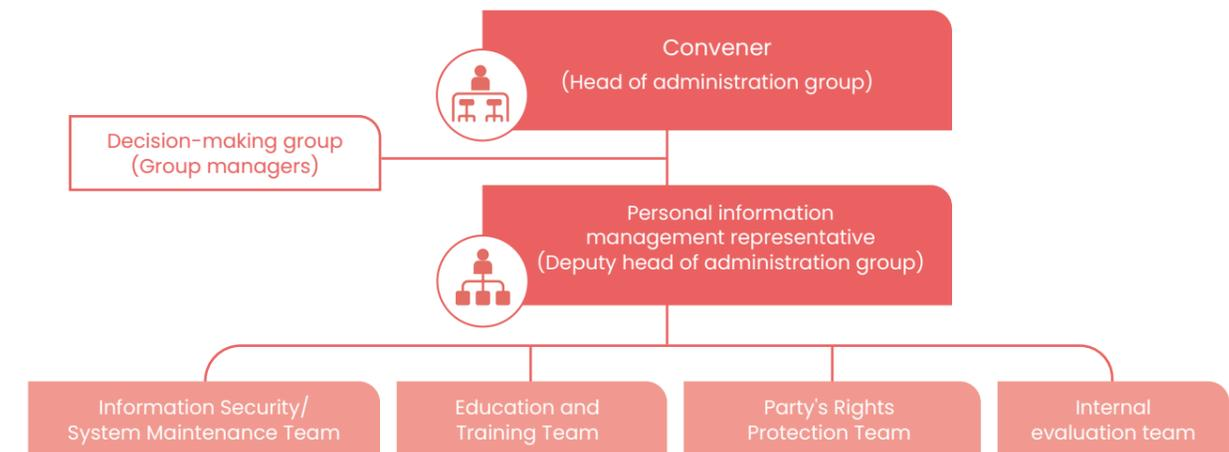 Convener
(Head of administration group)
Decision-making group
(Group managers)
Personal information
management representative
(Deputy head of administration group)
Information Security/
System Maintenance Team
Education and
Training Team
Party's Rights
Protection Team
Internal
evaluation team